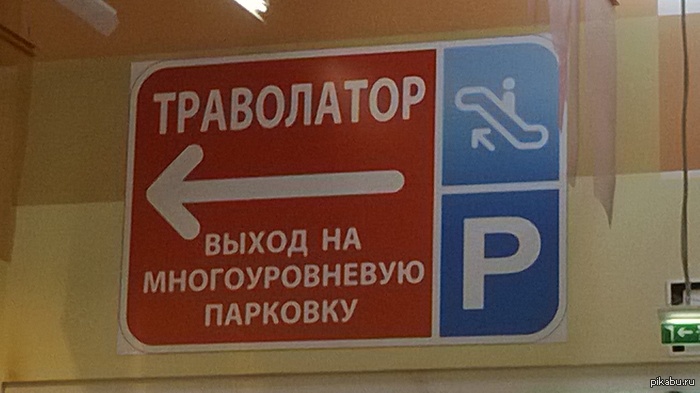 ТРАВОЛАТОР
ВЫХОД НА
МНОГОУРОВНЕВУЮ
ПАРКОВКУ
P
pikabu.ru